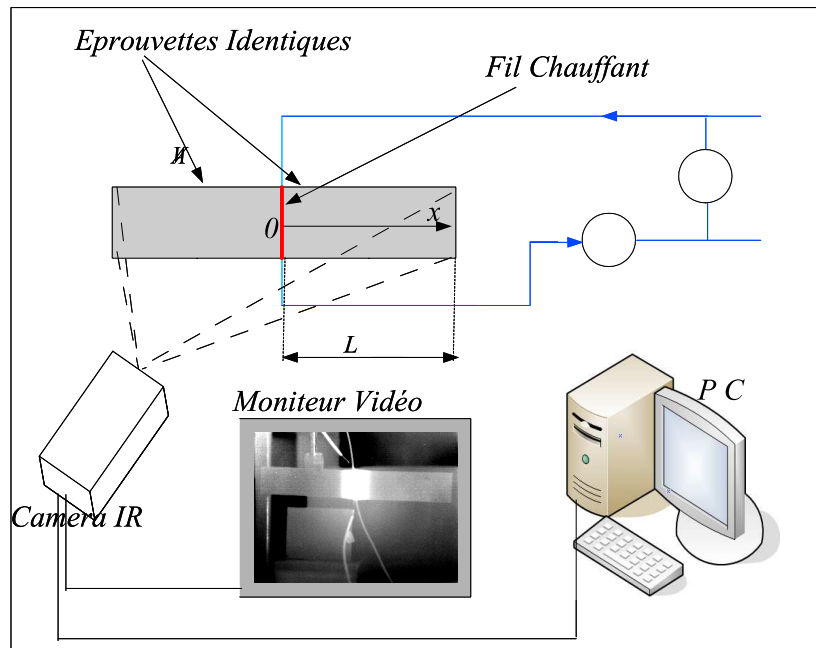 Eprouvettes Identiques
Fil Chauffant
0
x
L
Moniteur Vidéo
P C
Camera IR